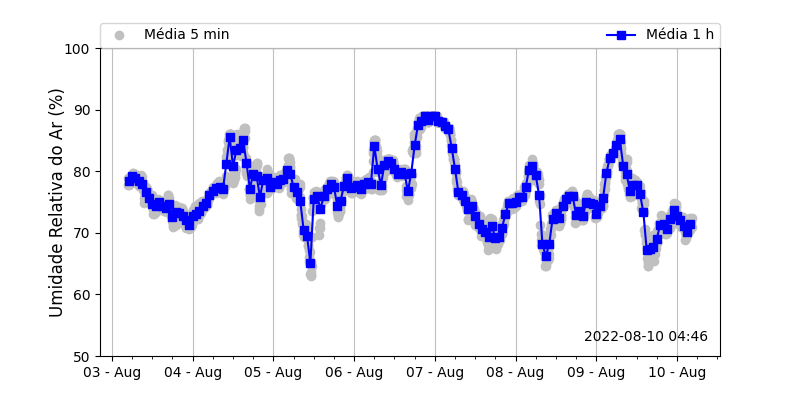 Média 5 min
Média 1 h
Umidade Relativa do Ar (%)
100
90
80
70
60
50
2022-08-10 04:46
03 - Aug
04 - Aug
05 - Aug
06 - Aug
07 - Aug
08 - Aug
09 - Aug
10 - Aug